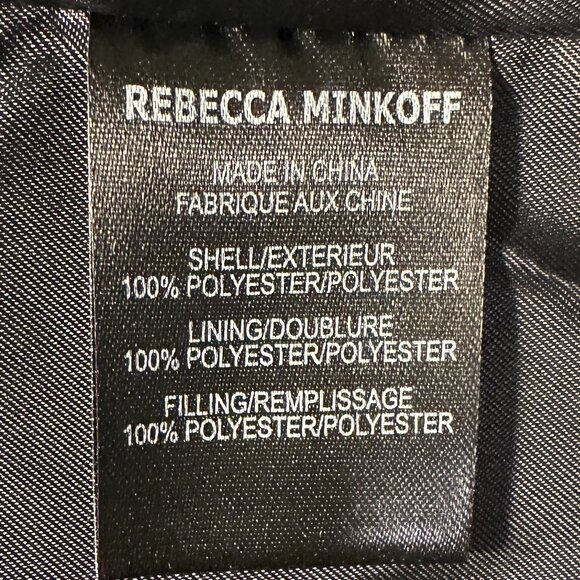 REBECCA MINKOFF
MADE IN CHINA
FABRIQUE AUX CHINE
SHELL/EXTERIEUR
100% POLYESTER/POLYESTER
LINING/DOUBLURE
100% POLYESTER/POLYESTER
FILLING/REMPLISSAGE
100% POLYESTER/POLYESTER